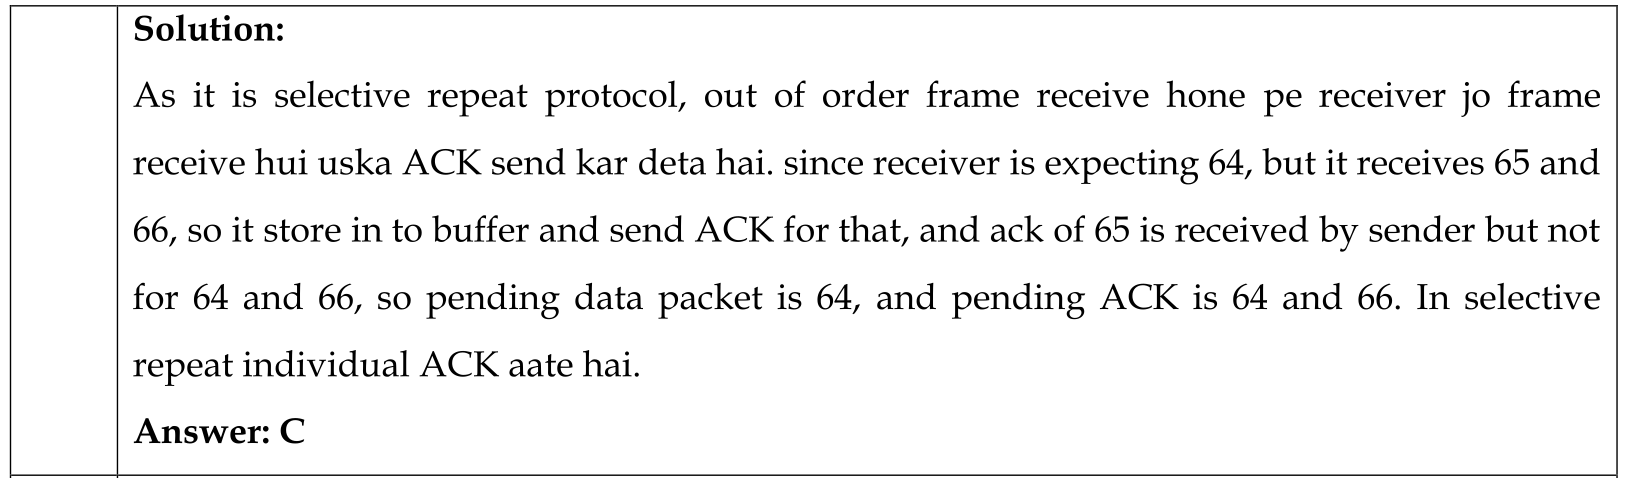 Solution:
As it is selective repeat protocol, out of order frame receive hone pe receiver jo frame
receive hui uska ACK send kar deta hai. since receiver is expecting 64, but it receives 65 and
66, so it store in to buffer and send ACK for that, and ack of 65 is received by sender but not
for 64 and 66, so pending data packet is 64, and pending ACK is 64 and 66. In selective
repeat individual ACK aate hai.
Answer: C